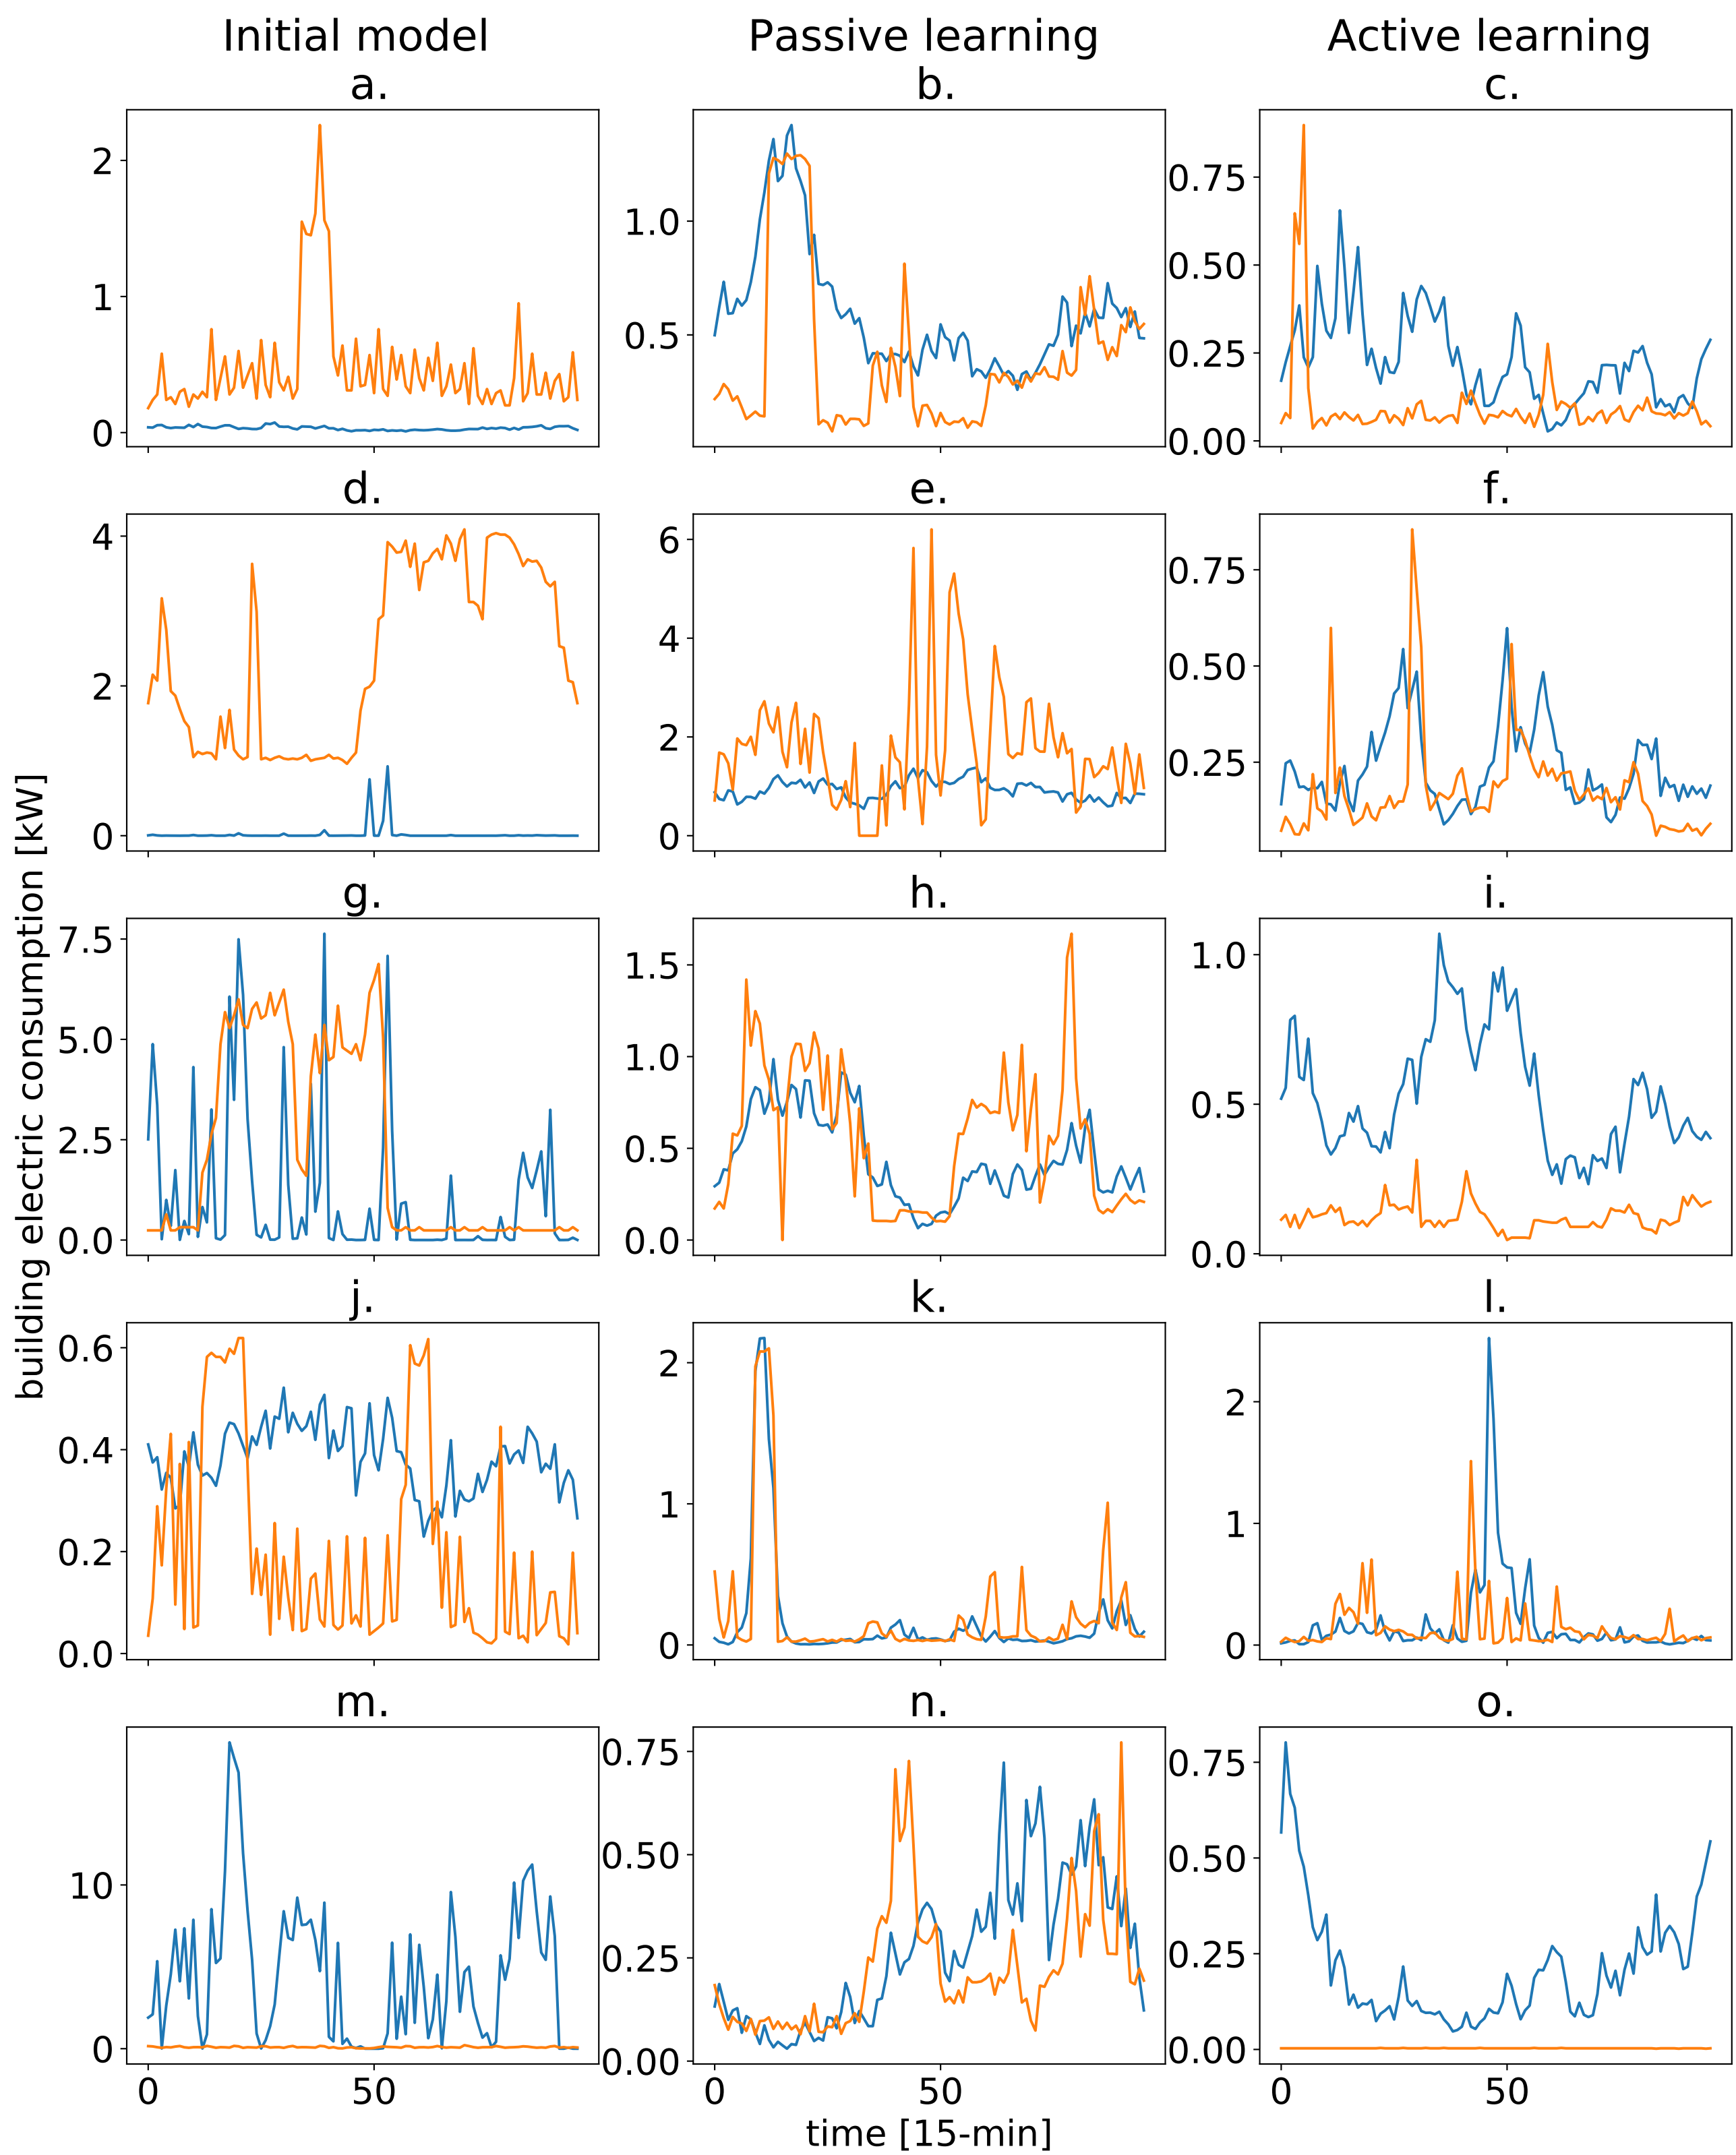 Initial model Passive learning Active learning
a. b. c.
2 1.0 0.75
1 0.5 0.50
0 0.25
0.00
d. e. f.
4 6 0.75
2 4 0.50
0 2 0.25
0
g. h. i.
7.5 1.5 1.0
5.0 1.0 0.5
2.5 0.5 0.0
0.0 0.0
building electric consumption [kW]
j. k. l.
0.6 2 2
0.4 1 1
0.2 0 0
0.0
m. n. o.
10 0.75 0.75
0 0.50 0.50
0.25 0.25
0.00 0.00
0 50 0 50 0 50
time [15-min]